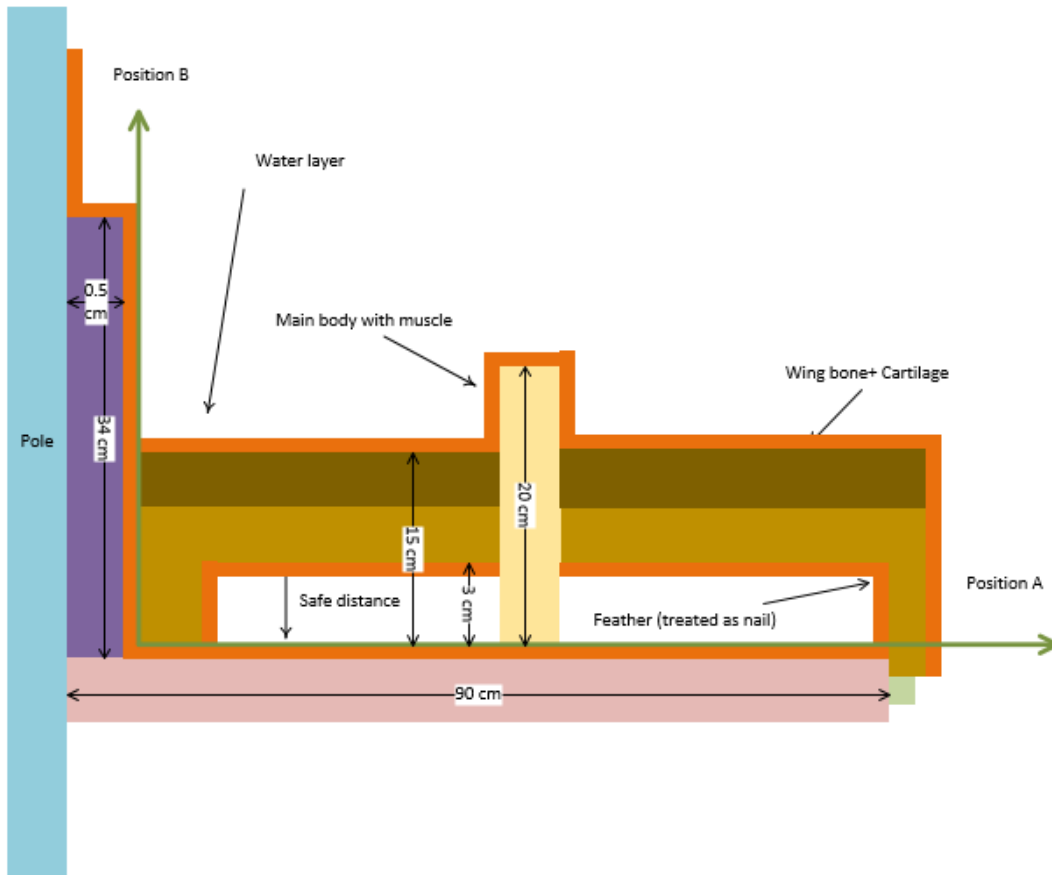 Position B
Water layer
0.5
cm
Main body with muscle
Wing bone+ Cartilage
Pole
34 cm
20 cm
15 cm
3 cm
Safe distance
Position A
Feather (treated as nail)
90 cm